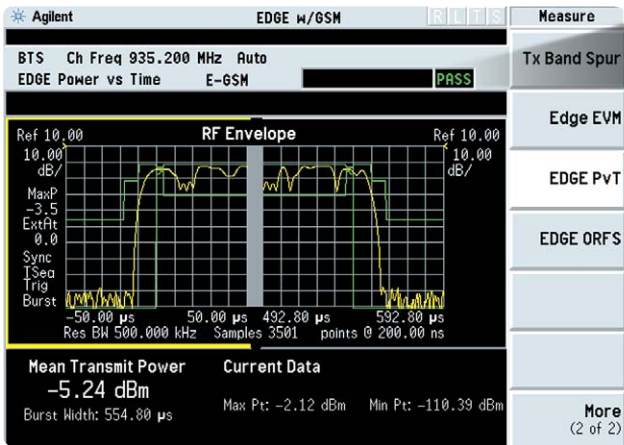 Agilent EDGE w/GSM R L T S Measure
BTS Ch Freq 935.200 MHz Auto
EDGE Power vs Time E-GSM PASS
Tx Band Spur
Edge EVM
EDGE PvT
EDGE ORFS
More
(2 of 2)
Ref 10.00 RF Envelope Ref 10.00
10.00 10.00
dB/ dB/
MaxP
-3.5
ExtAt
0.0
Sync
TSeq
Trig
Burst
-50.00 µs 50.00 µs 492.80 µs 592.80 µs
Res BW 500.000 kHz Samples 3501 points @ 200.00 ns
Mean Transmit Power Current Data
-5.24 dBm
Burst Width: 554.80 µs Max Pt: -2.12 dBm Min Pt: -110.39 dBm